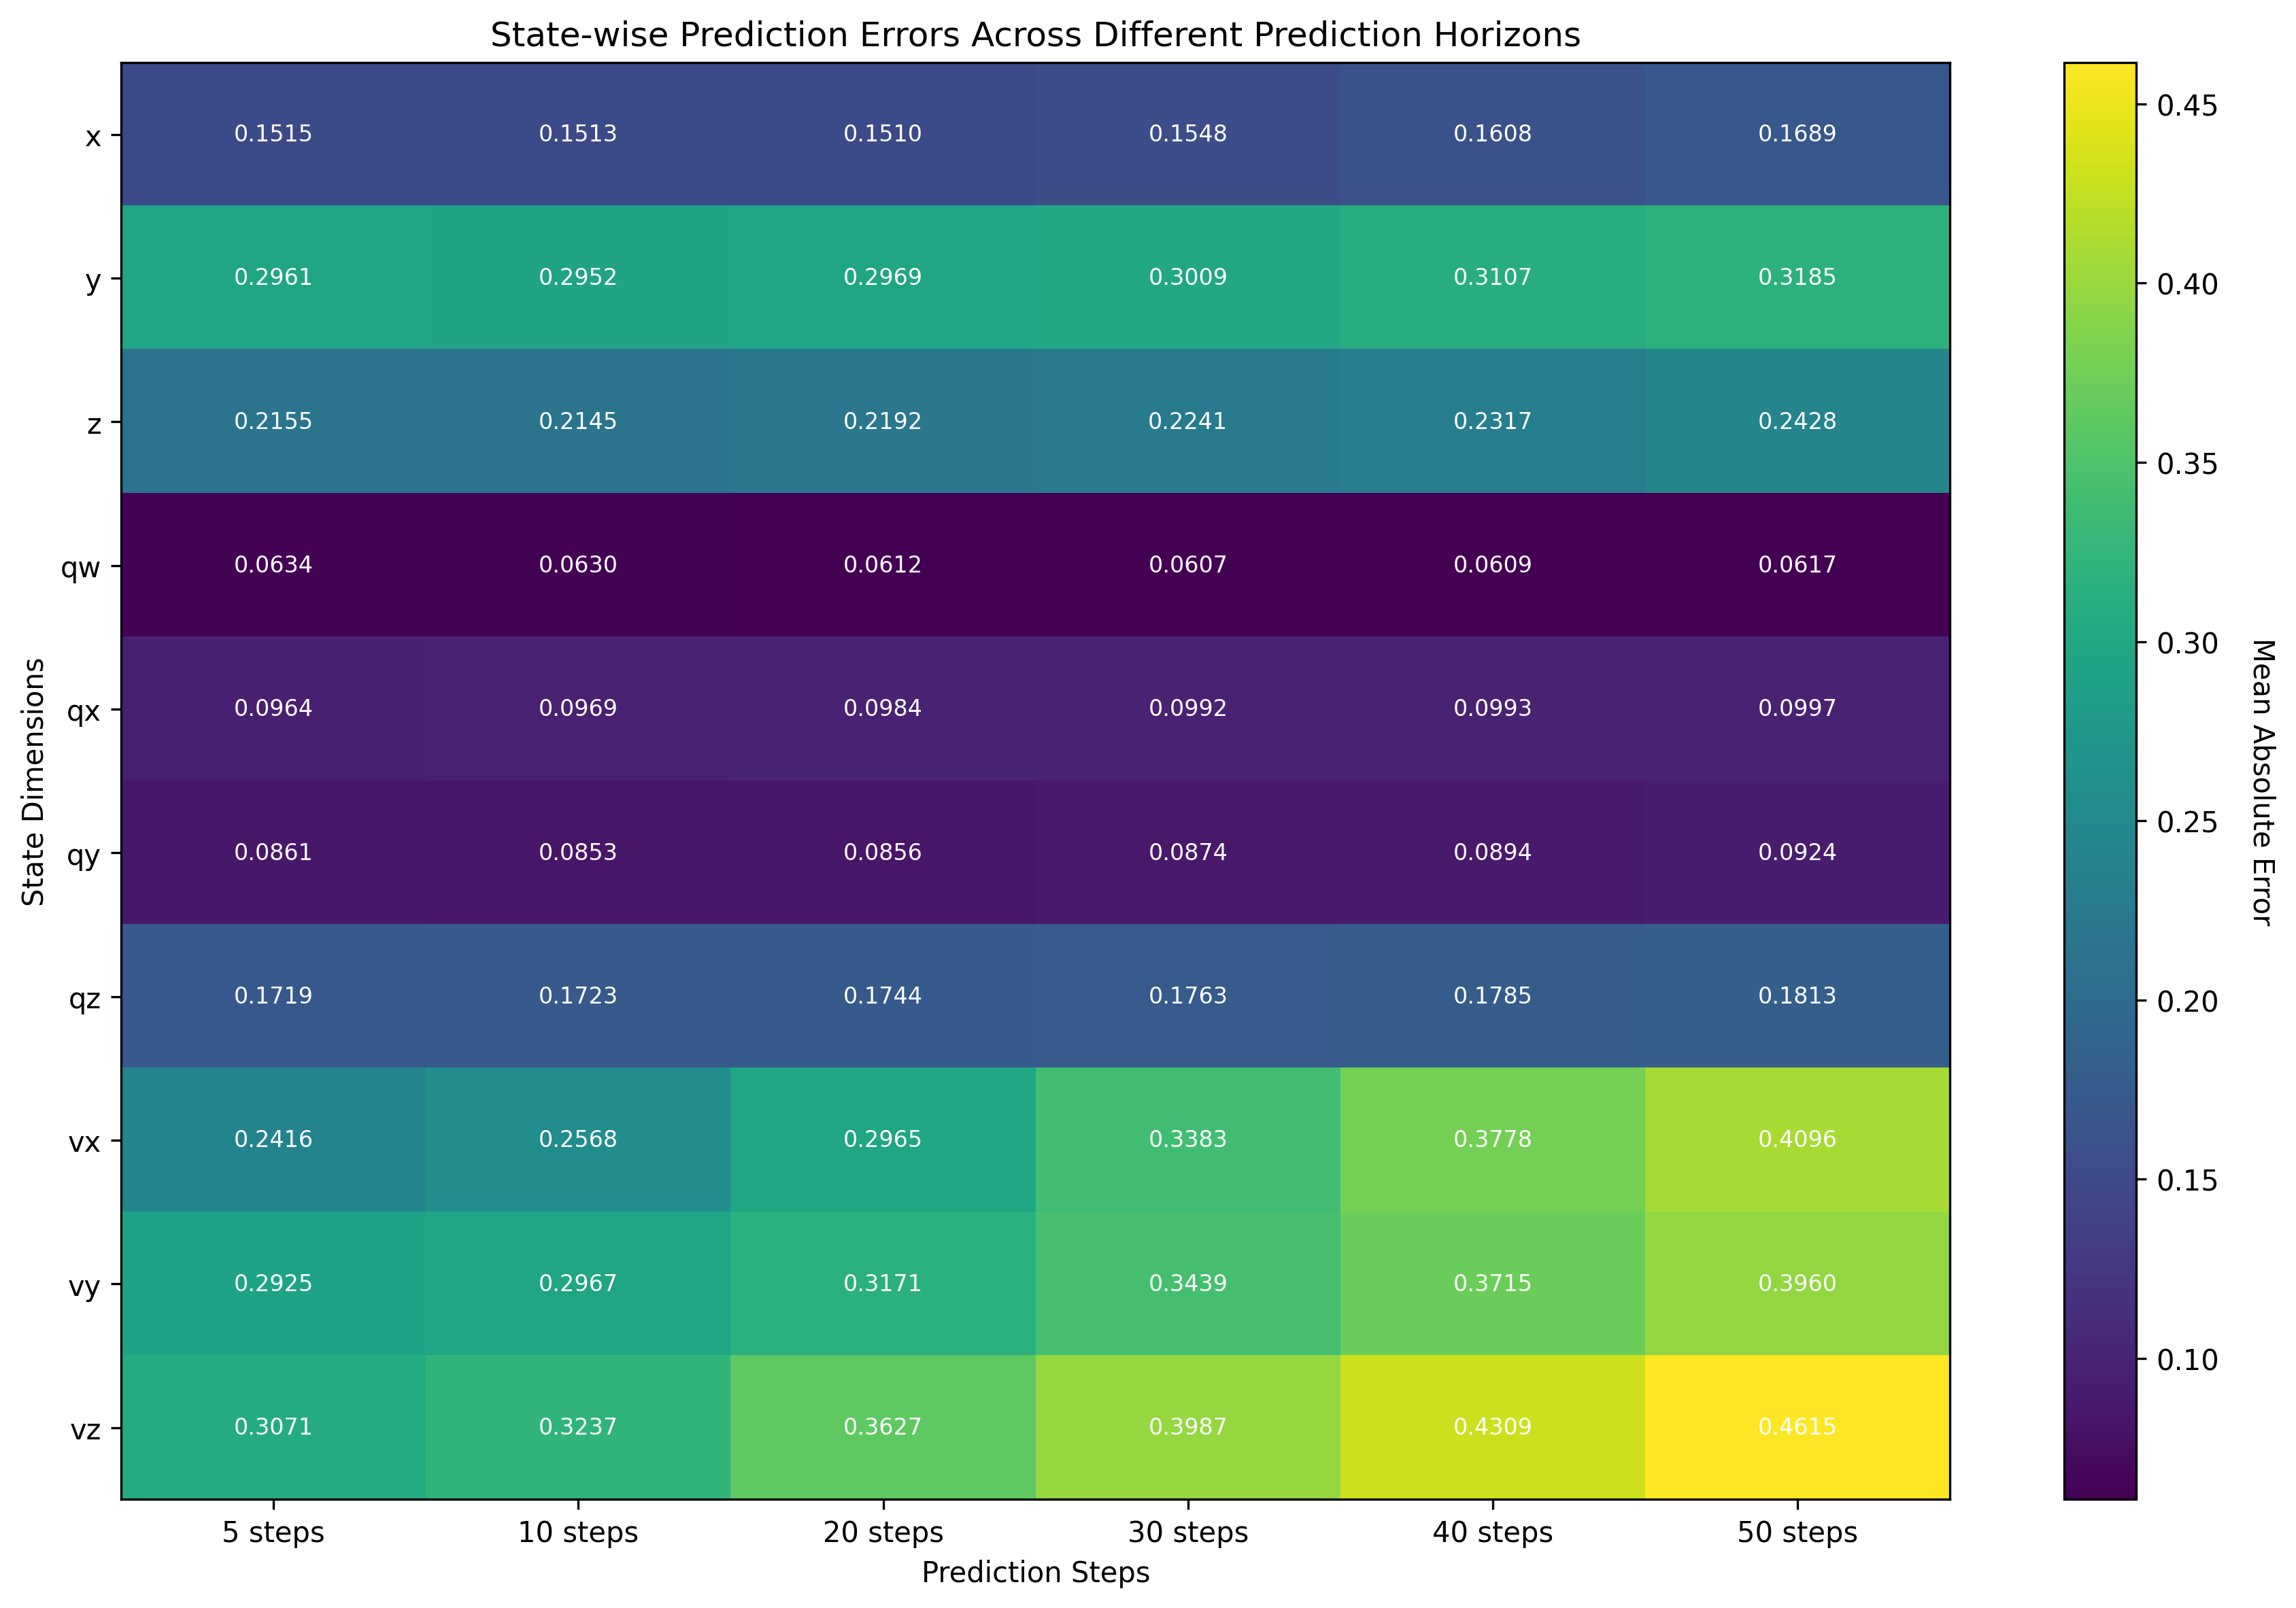 State-wise Prediction Errors Across Different Prediction Horizons
x 0.1515 0.1513 0.1510 0.1548 0.1608 0.1689
y 0.2961 0.2952 0.2969 0.3009 0.3107 0.3185
z 0.2155 0.2145 0.2192 0.2241 0.2317 0.2428
qw 0.0634 0.0630 0.0612 0.0607 0.0609 0.0617
qx 0.0964 0.0969 0.0984 0.0992 0.0993 0.0997
qy 0.0861 0.0853 0.0856 0.0874 0.0894 0.0924
qz 0.1719 0.1723 0.1744 0.1763 0.1785 0.1813
vx 0.2416 0.2568 0.2965 0.3383 0.3778 0.4096
vy 0.2925 0.2967 0.3171 0.3439 0.3715 0.3960
vz 0.3071 0.3237 0.3627 0.3987 0.4309 0.4615
5 steps 10 steps 20 steps 30 steps 40 steps 50 steps
Prediction Steps
State Dimensions
0.45
0.40
0.35
0.30
0.25
0.20
0.15
0.10
Mean Absolute Error